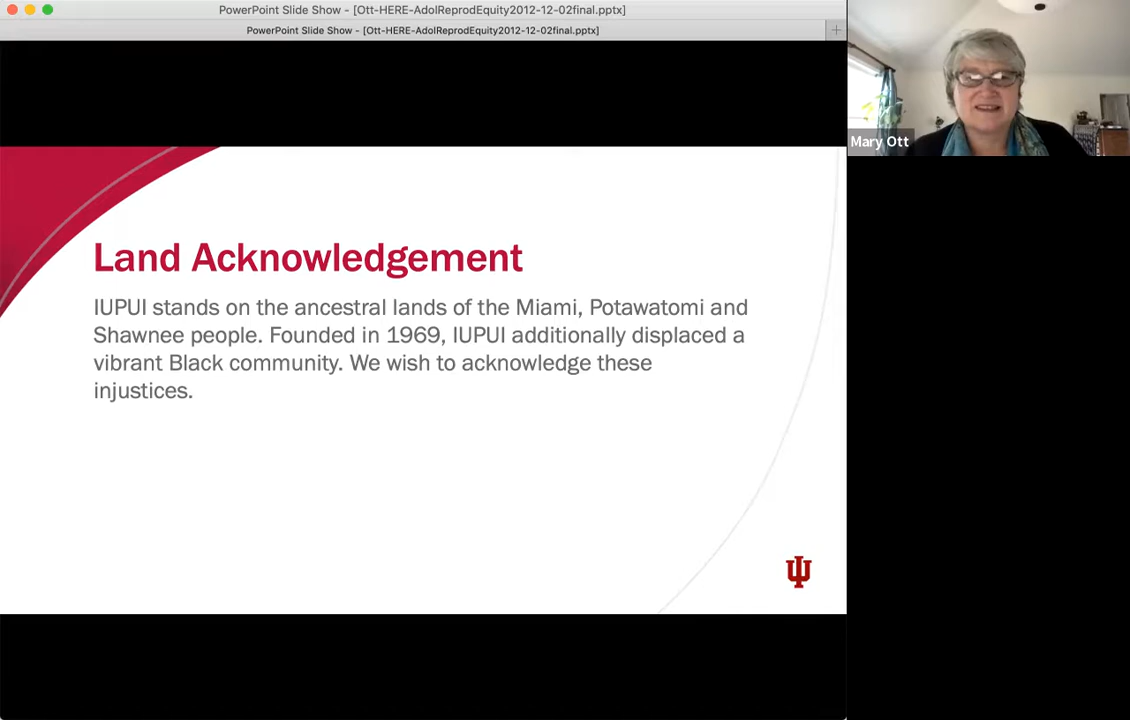 PowerPoint Slide Show - [Ott-HERE-AdolReprodEquity2012-12-02final.pptx]
PowerPoint Slide Show - [Ott-HERE-AdolReprodEquity2012-12-02final.pptx]
Mary Ott
Land Acknowledgement
IUPUI stands on the ancestral lands of the Miami, Potawatomi and
Shawnee people. Founded in 1969, IUPUI additionally displaced a
vibrant Black community. We wish to acknowledge these
injustices.